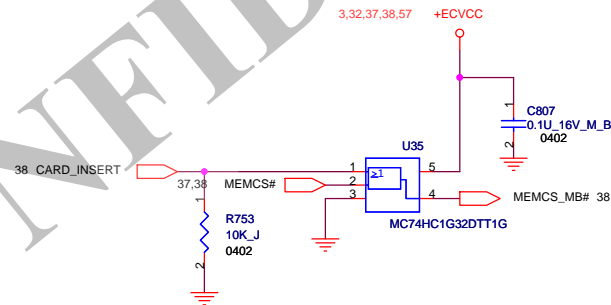 3,32,37,38,57 +ECVCC
NFID
C807
0.1U_16V_M_B
0402
1
2
U35
38 CARD_INSERT
37,38 MEMCS#
1
2
3
≥1
5
4
MEMCS_MB# 38
MC74HC1G32DTT1G
1
R753
10K_J
0402
2